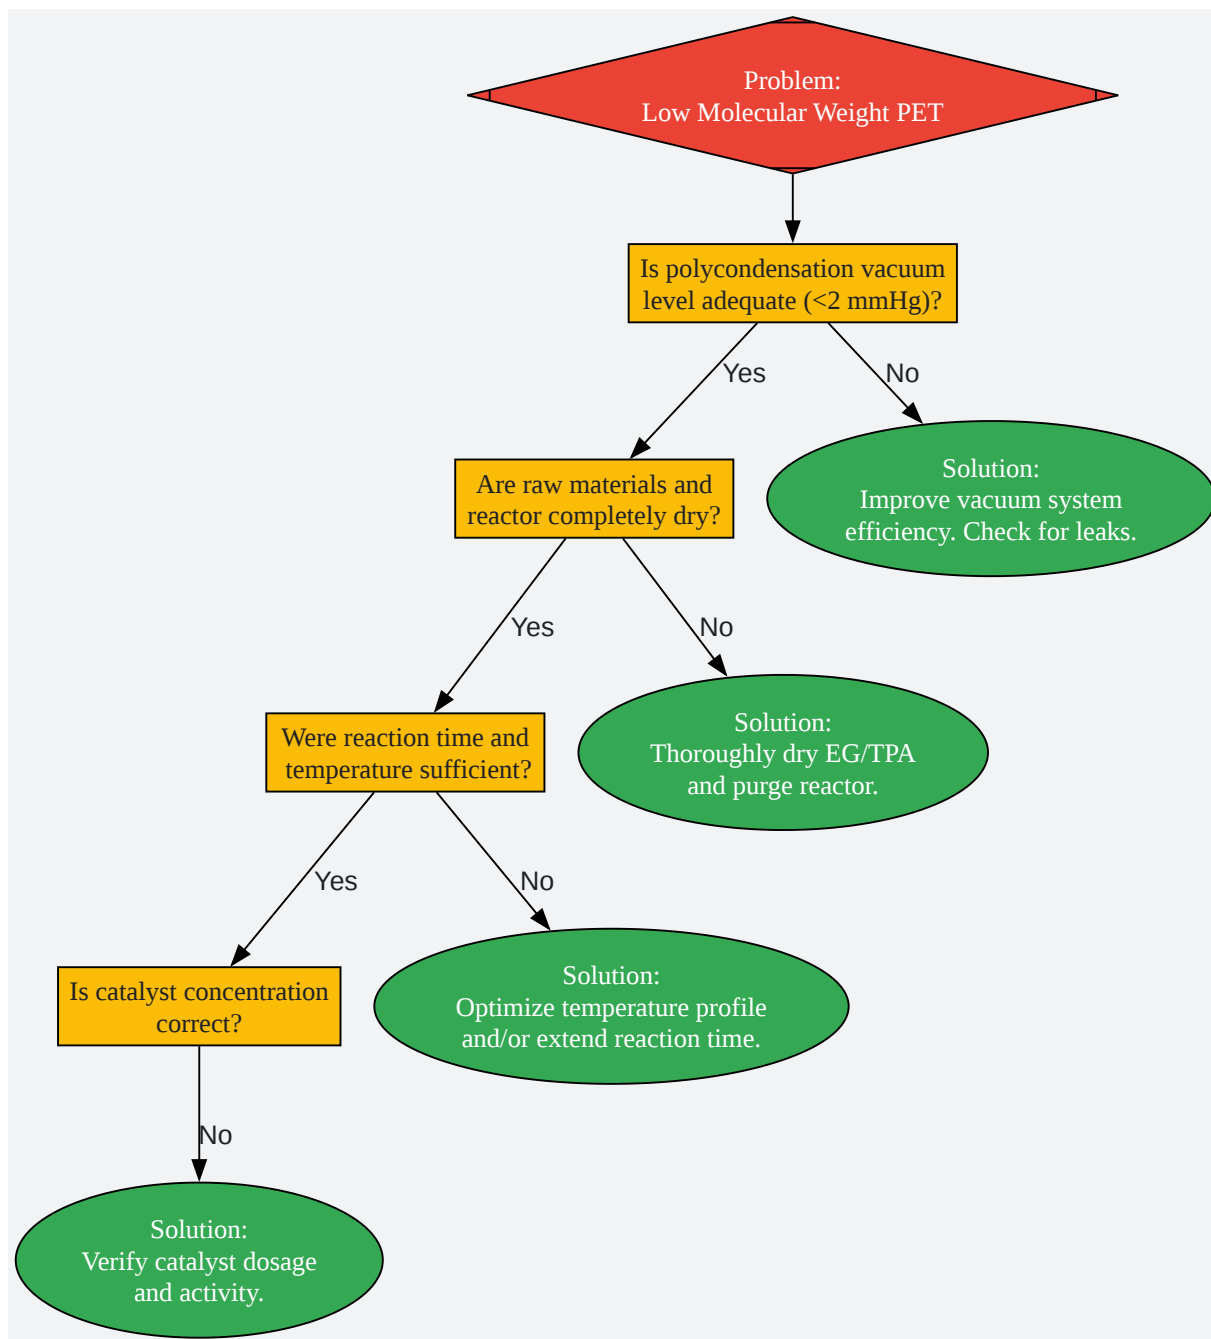 Problem:
Low Molecular Weight PET
Is polycondensation vacuum
level adequate (<2 mmHg)?
Yes
No
Are raw materials and
reactor completely dry?
Solution:
Improve vacuum system
efficiency. Check for leaks.
Yes
No
Were reaction time and
temperature sufficient?
Solution:
Thoroughly dry EG/TPA
and purge reactor.
Yes
No
Is catalyst concentration
correct?
Solution:
Optimize temperature profile
and/or extend reaction time.
No
Solution:
Verify catalyst dosage
and activity.